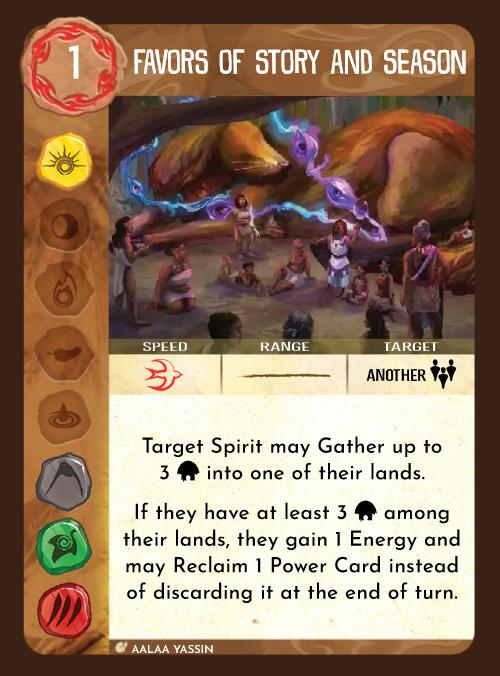 1 FAVORS OF STORY AND SEASON
SPEED RANGE TARGET
ANOTHER
Target Spirit may Gather up to
3 into one of their lands.
If they have at least 3 among
their lands, they gain 1 Energy and
may Reclaim 1 Power Card instead
of discarding it at the end of turn.
AALAA YASSIN